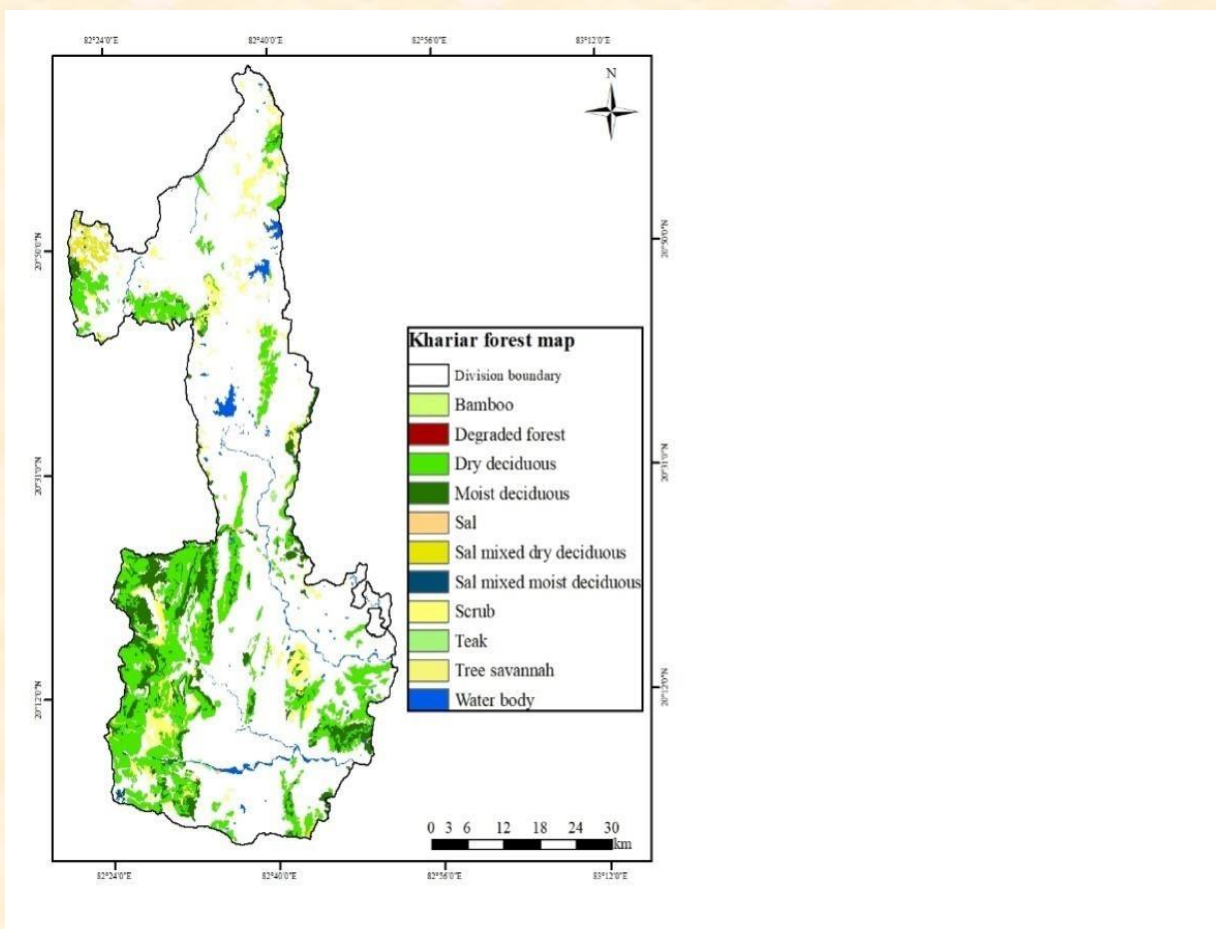 82°24'0"E 82°40'0"E 82°56'0"E 83°12'0"E
N
20°50'0"N
20°50'0"N
Khariar forest map
Division boundary
Bamboo
Degraded forest
Dry deciduous
Moist deciduous
Sal
Sal mixed dry deciduous
Sal mixed moist deciduous
Scrub
Teak
Tree savannah
Water body
20°31'0"N
20°31'0"N
20°12'0"N
20°12'0"N
0 3 6 12 18 24 30
km
82°24'0"E 82°40'0"E 82°56'0"E 83°12'0"E